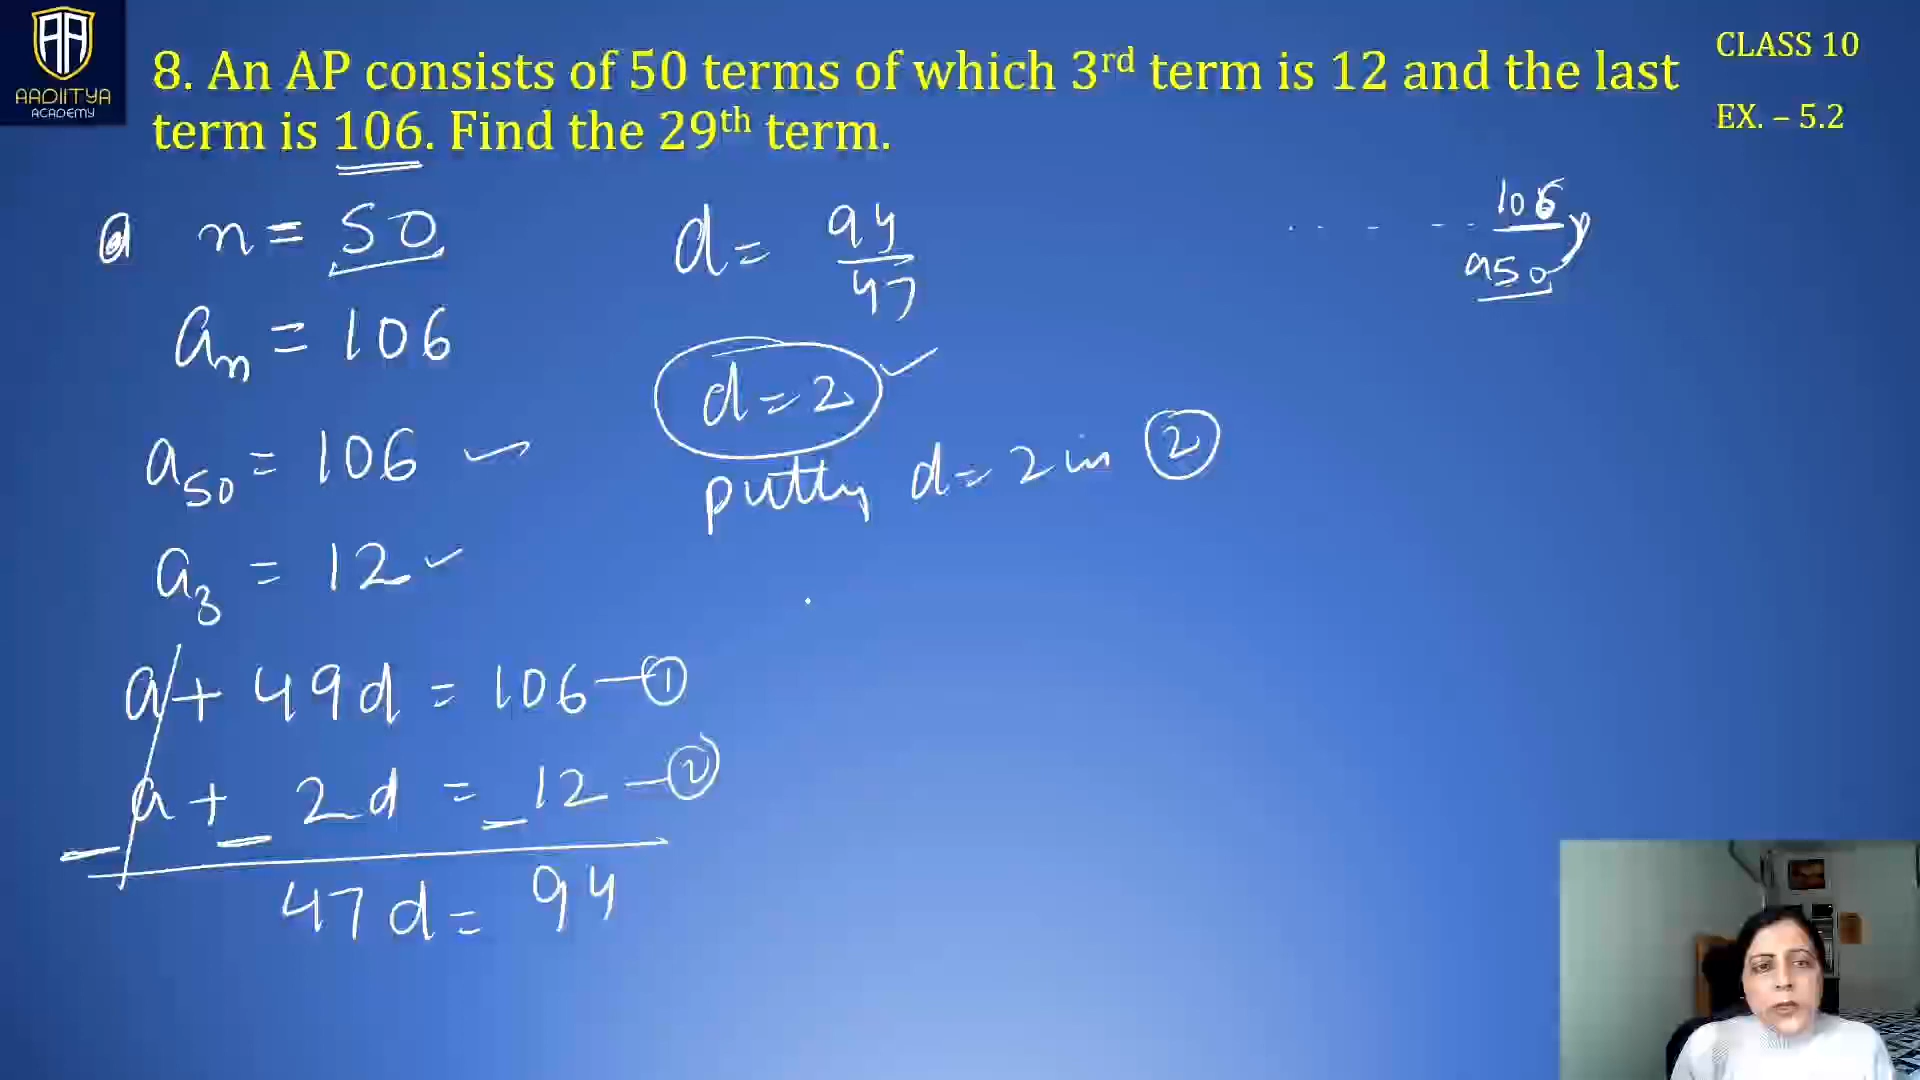 AADIITYA
ACADEMY
8. An AP consists of 50 terms of which 3rd term is 12 and the last
term is 106. Find the 29th term.
CLASS 10
EX. – 5.2
n = 50
an = 106
a50 = 106 ✓
a3 = 12 ✓
a + 49d = 106 — ①
a + 2d = 12 — ②
47d = 94
d = 94/47
d = 2 ✓
putty d = 2 in ②
. . - - 106
a50